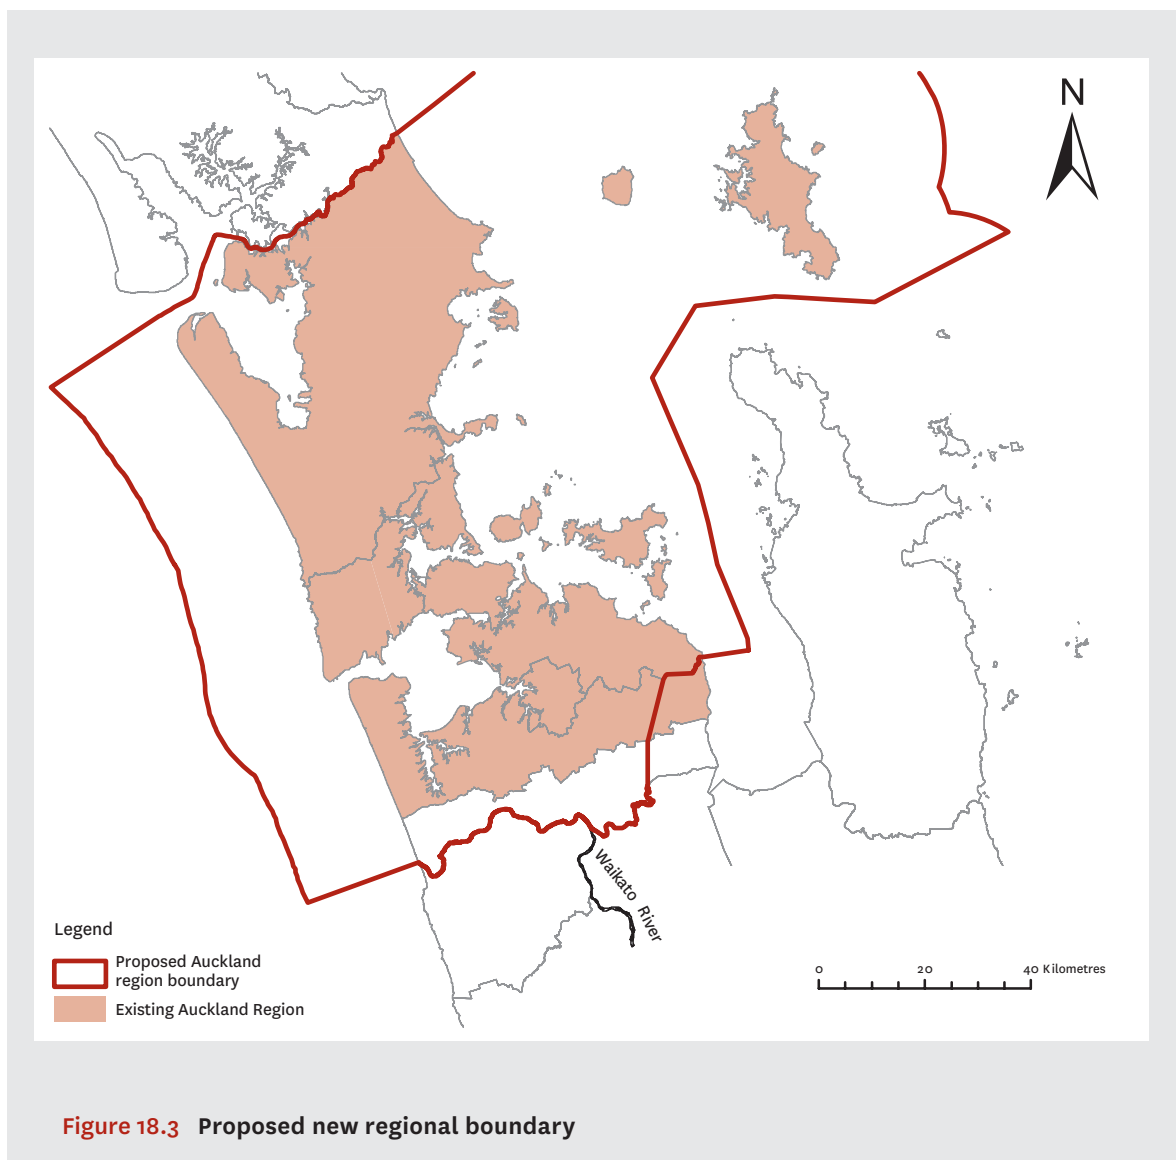 N
Waikato River
Legend
Proposed Auckland
region boundary
Existing Auckland Region
0 20 40 Kilometres
Figure 18.3 Proposed new regional boundary